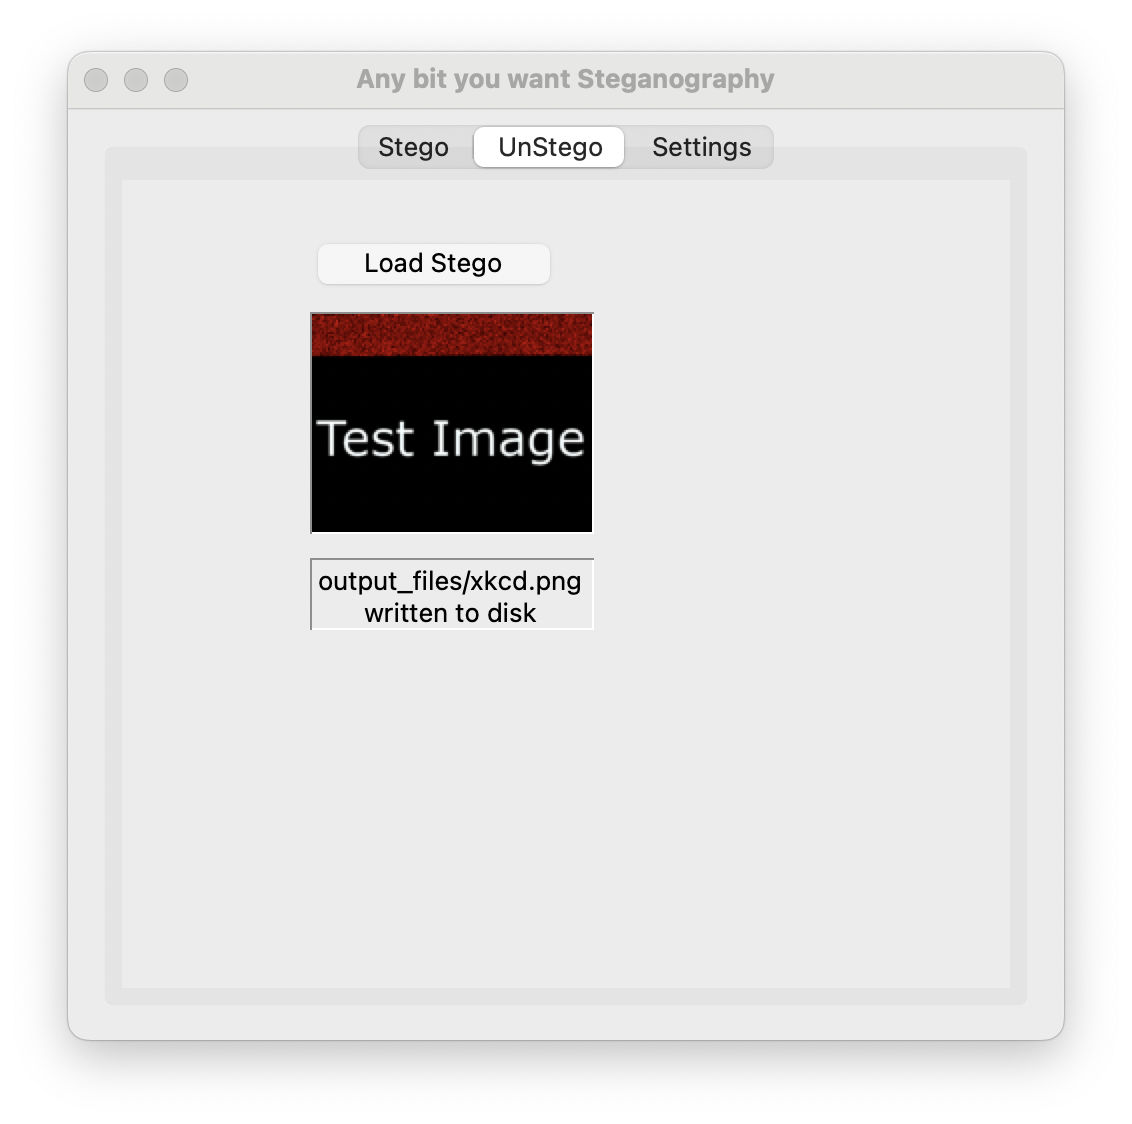 Any bit you want Steganography
Stego UnStego Settings
Load Stego
Test Image
output_files/xkcd.png
written to disk